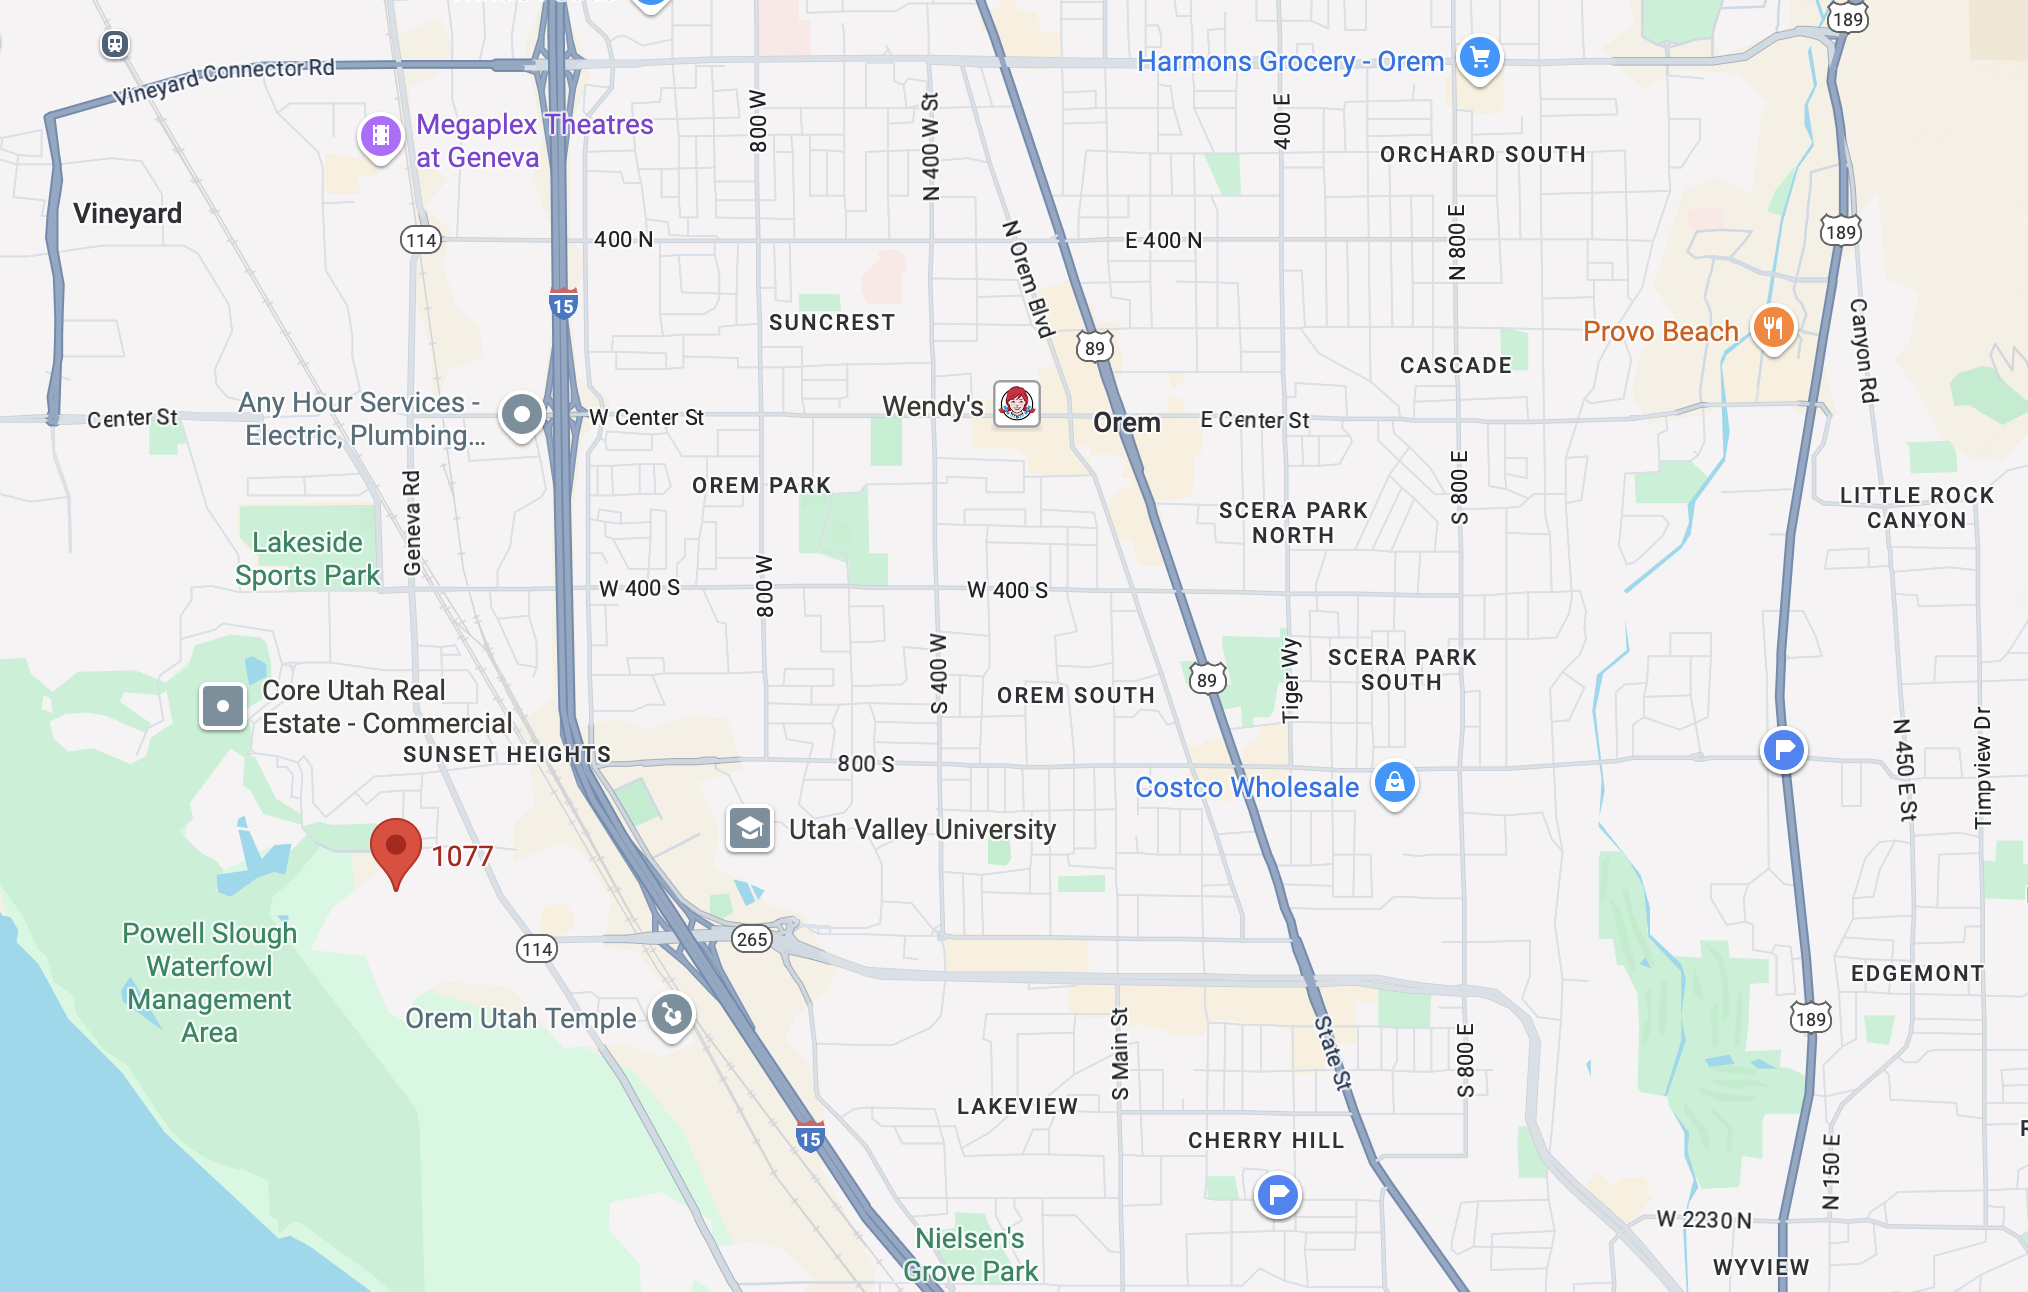 189
Harmons Grocery - Orem
Vineyard Connector Rd
Megaplex Theatres
at Geneva
800 W
N 400 W St
400 E
ORCHARD SOUTH
Vineyard
114
400 N
E 400 N
N 800 E
189
N Orem Blvd
15
SUNCREST
89
Provo Beach
Canyon Rd
CASCADE
Any Hour Services -
Electric, Plumbing...
Center St
W Center St
Wendy's
Orem
E Center St
Geneva Rd
OREM PARK
S 800 E
LITTLE ROCK
CANYON
SCERA PARK
NORTH
Lakeside
Sports Park
W 400 S
800 W
W 400 S
S 400 W
Tiger Wy
SCERA PARK
SOUTH
89
Core Utah Real
Estate - Commercial
OREM SOUTH
SUNSET HEIGHTS
800 S
N 450 E St
Timpview Dr
Costco Wholesale
Utah Valley University
1077
Powell Slough
Waterfowl
Management
Area
114
265
EDGEMONT
Orem Utah Temple
189
S Main St
State St
S 800 E
LAKEVIEW
15
CHERRY HILL
N 150 E
W 2230 N
Nielsen's
Grove Park
WYVIEW